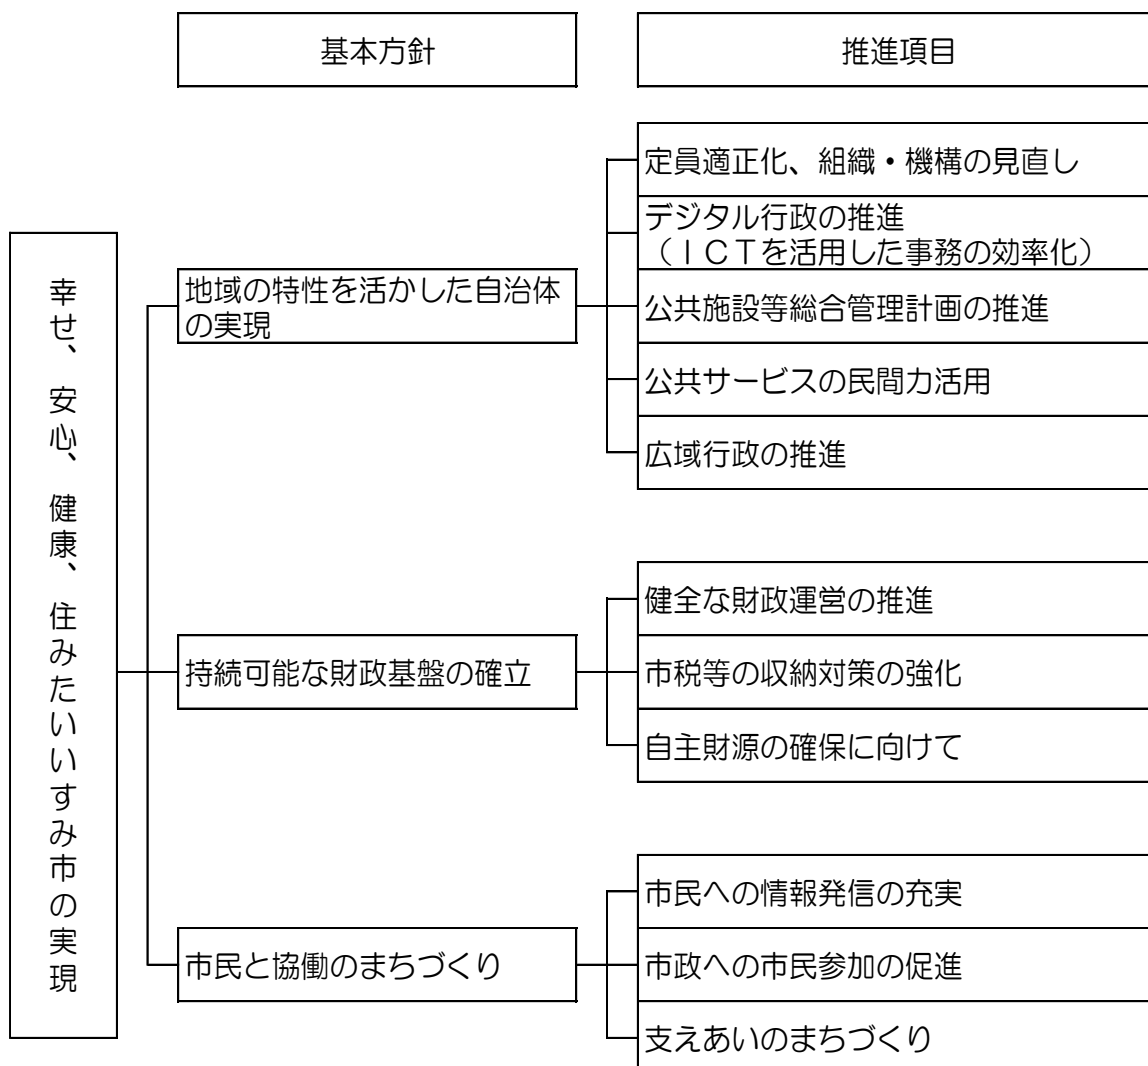 基本方針
推進項目
幸せ、安心、健康、住みたいいすみ市の実現
地域の特性を活かした自治体
の実現
定員適正化、組織・機構の見直し
デジタル行政の推進
（ＩＣＴを活用した事務の効率化）
公共施設等総合管理計画の推進
公共サービスの民間力活用
広域行政の推進
持続可能な財政基盤の確立
健全な財政運営の推進
市税等の収納対策の強化
自主財源の確保に向けて
市民と協働のまちづくり
市民への情報発信の充実
市政への市民参加の促進
支えあいのまちづくり